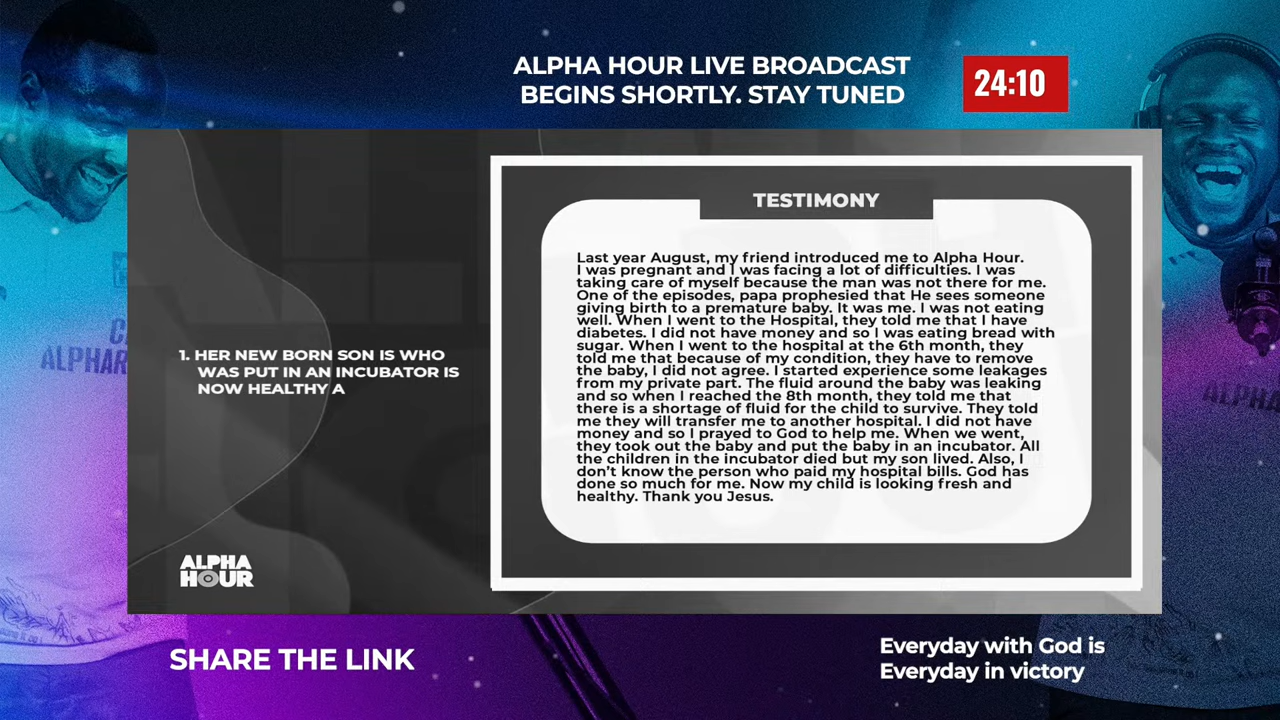 ALPHA HOUR LIVE BROADCAST
BEGINS SHORTLY. STAY TUNED
24:10
TESTIMONY
Last year August, my friend introduced me to Alpha Hour.
I was pregnant and I was facing a lot of difficulties. I was
taking care of myself because the man was not there for me.
One of the episodes, papa prophesied that He sees someone
giving birth to a premature baby. It was me. I was not eating
well. When I went to the Hospital, they told me that I have
diabetes. I did not have money and so I was eating bread with
sugar. When I went to the hospital at the 6th month, they
told me that because of my condition, they have to remove
the baby, I did not agree. I started experience some leakages
from my private part. The fluid around the baby was leaking
and so when I reached the 8th month, they told me that
there is a shortage of fluid for the child to survive. They told
me they will transfer me to another hospital. I did not have
money and so I prayed to God to help me. When we went,
they took out the baby and put the baby in an incubator. All
the children in the incubator died but my son lived. Also, I
don't know the person who paid my hospital bills. God has
done so much for me. Now my child is looking fresh and
healthy. Thank you Jesus.
1. HER NEW BORN SON IS WHO
WAS PUT IN AN INCUBATOR IS
NOW HEALTHY A
ALPHA
HOUR
SHARE THE LINK
Everyday with God is
Everyday in victory